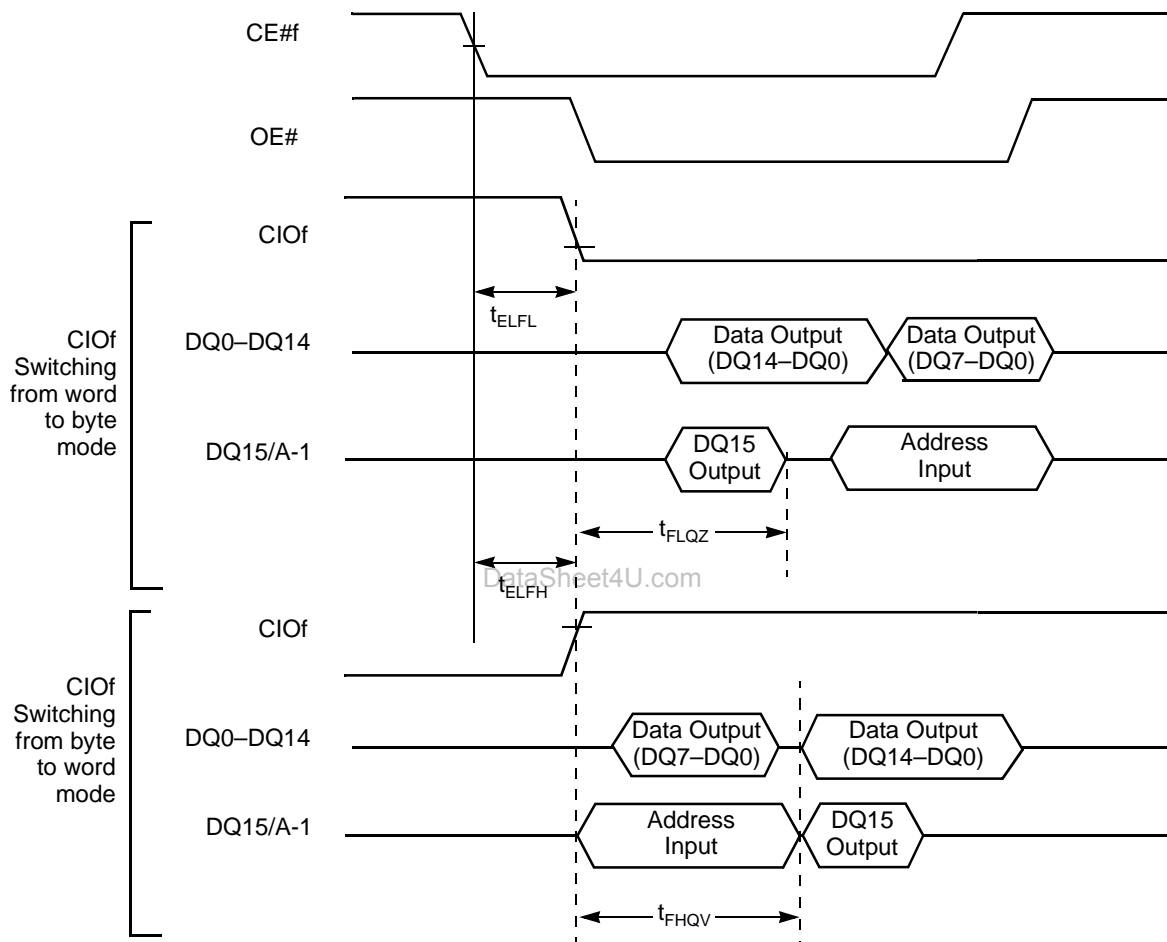 CE#f
OE#
CIOf
Switching
from word
to byte
mode
CIOf
tELFL
DQ0–DQ14
Data Output
(DQ14–DQ0)
Data Output
(DQ7–DQ0)
DQ15/A-1
DQ15
Output
Address
Input
tFLQZ
tELFH
DataSheet4U.com
CIOf
Switching
from byte
to word
mode
CIOf
DQ0–DQ14
Data Output
(DQ7–DQ0)
Data Output
(DQ14–DQ0)
DQ15/A-1
Address
Input
DQ15
Output
tFHQV